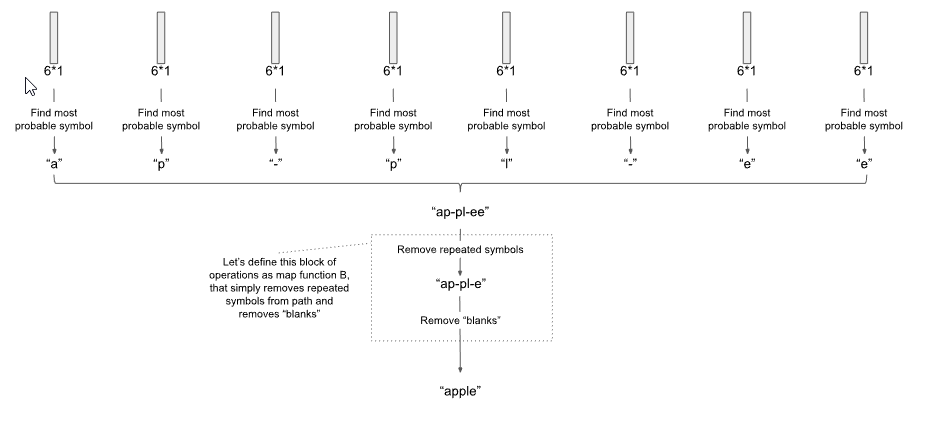 6*1 6*1 6*1 6*1 6*1 6*1 6*1 6*1
Find most Find most Find most Find most Find most Find most Find most Find most
probable symbol probable symbol probable symbol probable symbol probable symbol probable symbol probable symbol probable symbol
“a” “p” “-” “p” “l” “-” “e” “e”
“ap-pl-ee”
Remove repeated symbols
Let’s define this block of
operations as map function B,
that simply removes repeated
symbols from path and
removes “blanks”
“ap-pl-e”
Remove “blanks”
“apple”